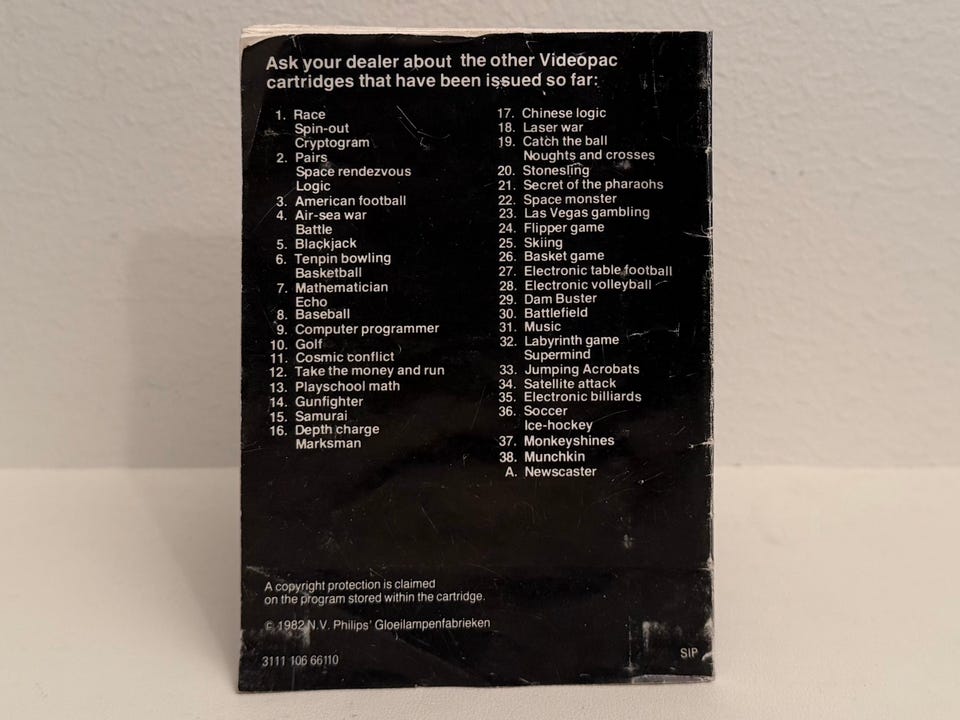 Ask your dealer about the other Videopac
cartridges that have been issued so far:
1. Race
Spin-out
Cryptogram
2. Pairs
Space rendezvous
Logic
3. American football
4. Air-sea war
Battle
5. Blackjack
6. Tenpin bowling
Basketball
7. Mathematician
Echo
8. Baseball
9. Computer programmer
10. Golf
11. Cosmic conflict
12. Take the money and run
13. Playschool math
14. Gunfighter
15. Samurai
16. Depth charge
Marksman
17. Chinese logic
18. Laser war
19. Catch the ball
Noughts and crosses
20. Stonesling
21. Secret of the pharaohs
22. Space monster
23. Las Vegas gambling
24. Flipper game
25. Skiing
26. Basket game
27. Electronic table football
28. Electronic volleyball
29. Dam Buster
30. Battlefield
31. Music
32. Labyrinth game
Supermind
33. Jumping Acrobats
34. Satellite attack
35. Electronic billiards
36. Soccer
Ice-hockey
37. Monkeyshines
38. Munchkin
A. Newscaster
A copyright protection is claimed
on the program stored within the cartridge.
© 1982 N.V. Philips' Gloeilampenfabrieken
3111 106 66110
SIP